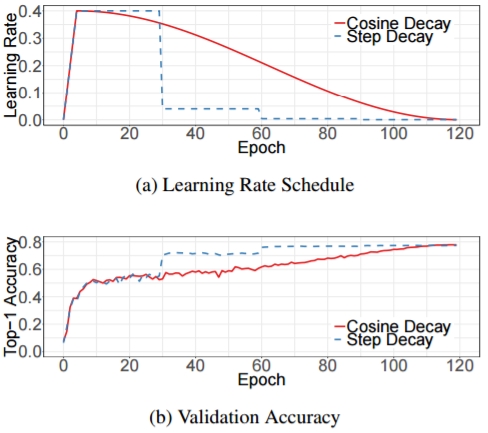 Learning Rate
0.4
0.3
0.2
0.1
0.0
Cosine Decay
Step Decay
0 20 40 60 80 100 120
Epoch
(a) Learning Rate Schedule
Top-1 Accuracy
0.8
0.6
0.4
0.2
0.0
Cosine Decay
Step Decay
0 20 40 60 80 100 120
Epoch
(b) Validation Accuracy